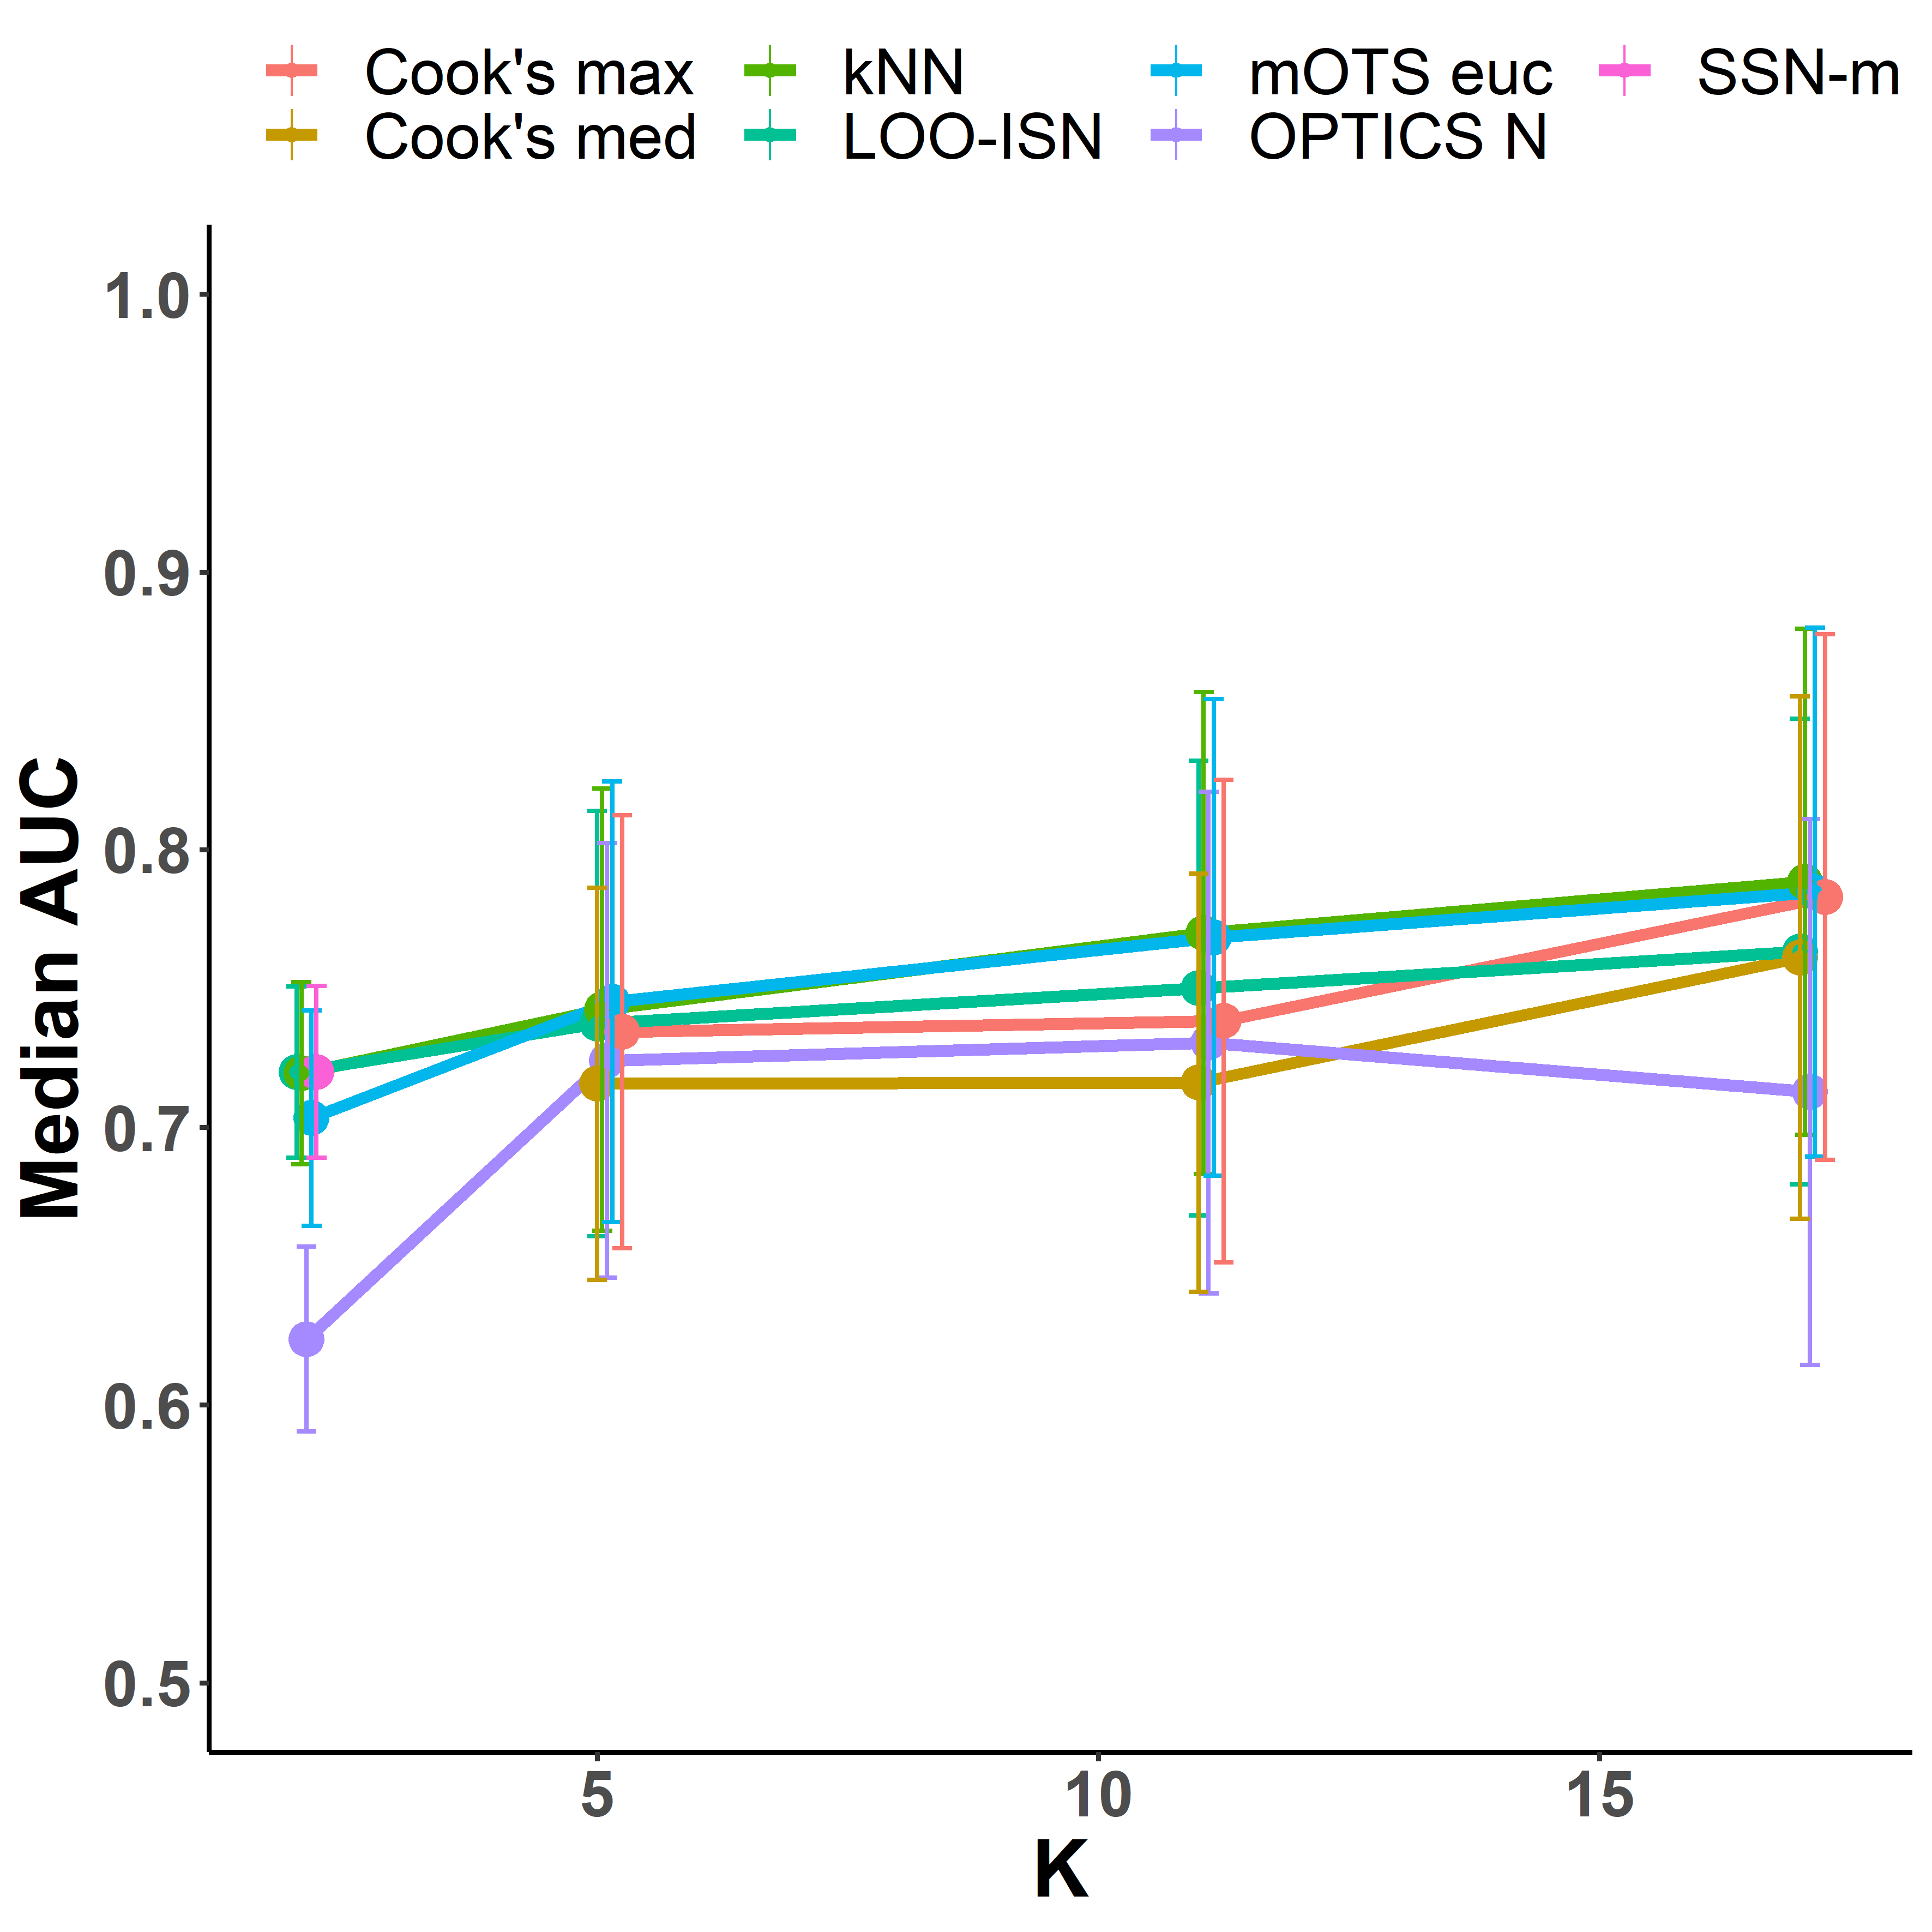 Cook's max kNN mOTS euc SSN-m
Cook's med LOO-ISN OPTICS N
1.0
0.9
0.8
0.7
0.6
0.5
Median AUC
5 10 15
K